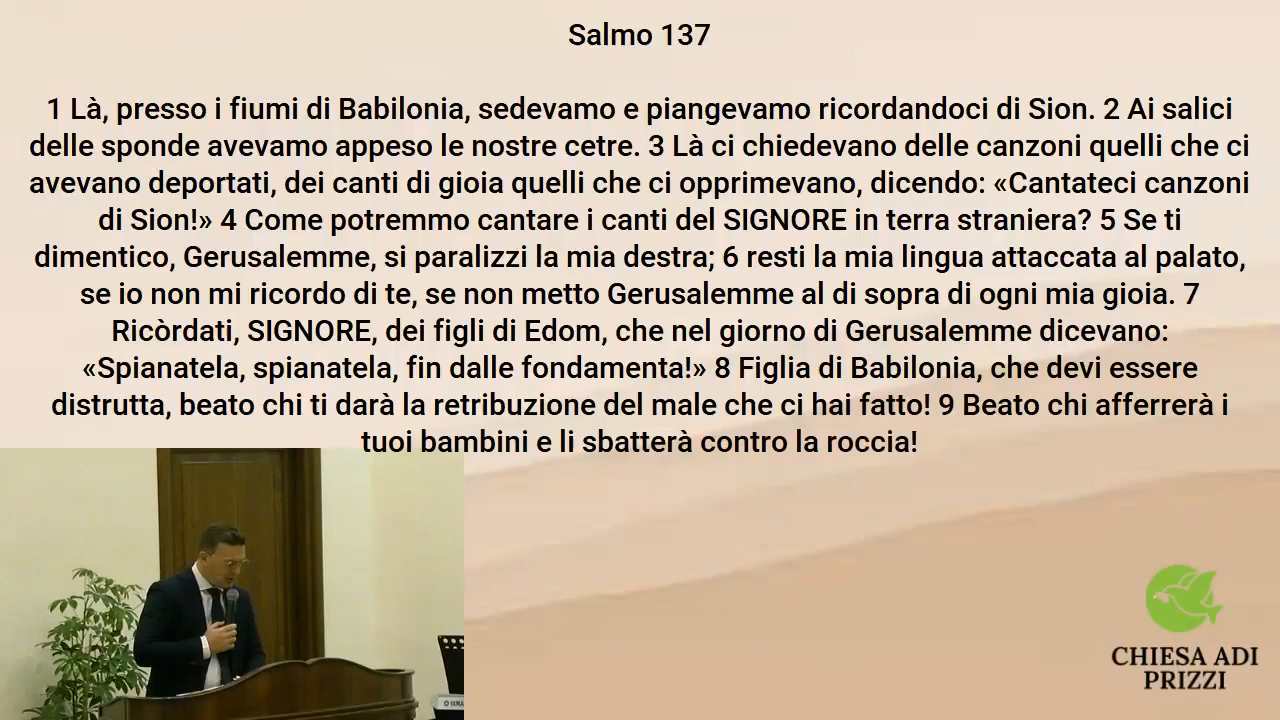 Salmo 137
1 Là, presso i fiumi di Babilonia, sedevamo e piangevamo ricordandoci di Sion. 2 Ai salici
delle sponde avevamo appeso le nostre cetre. 3 Là ci chiedevano delle canzoni quelli che ci
avevano deportati, dei canti di gioia quelli che ci opprimevano, dicendo: «Cantateci canzoni
di Sion!» 4 Come potremmo cantare i canti del SIGNORE in terra straniera? 5 Se ti
dimentico, Gerusalemme, si paralizzi la mia destra; 6 resti la mia lingua attaccata al palato,
se io non mi ricordo di te, se non metto Gerusalemme al di sopra di ogni mia gioia. 7
Ricòrdati, SIGNORE, dei figli di Edom, che nel giorno di Gerusalemme dicevano:
«Spianatela, spianatela, fin dalle fondamenta!» 8 Figlia di Babilonia, che devi essere
distrutta, beato chi ti darà la retribuzione del male che ci hai fatto! 9 Beato chi afferrerà i
tuoi bambini e li sbatterà contro la roccia!
CHIESA ADI
PRIZZI